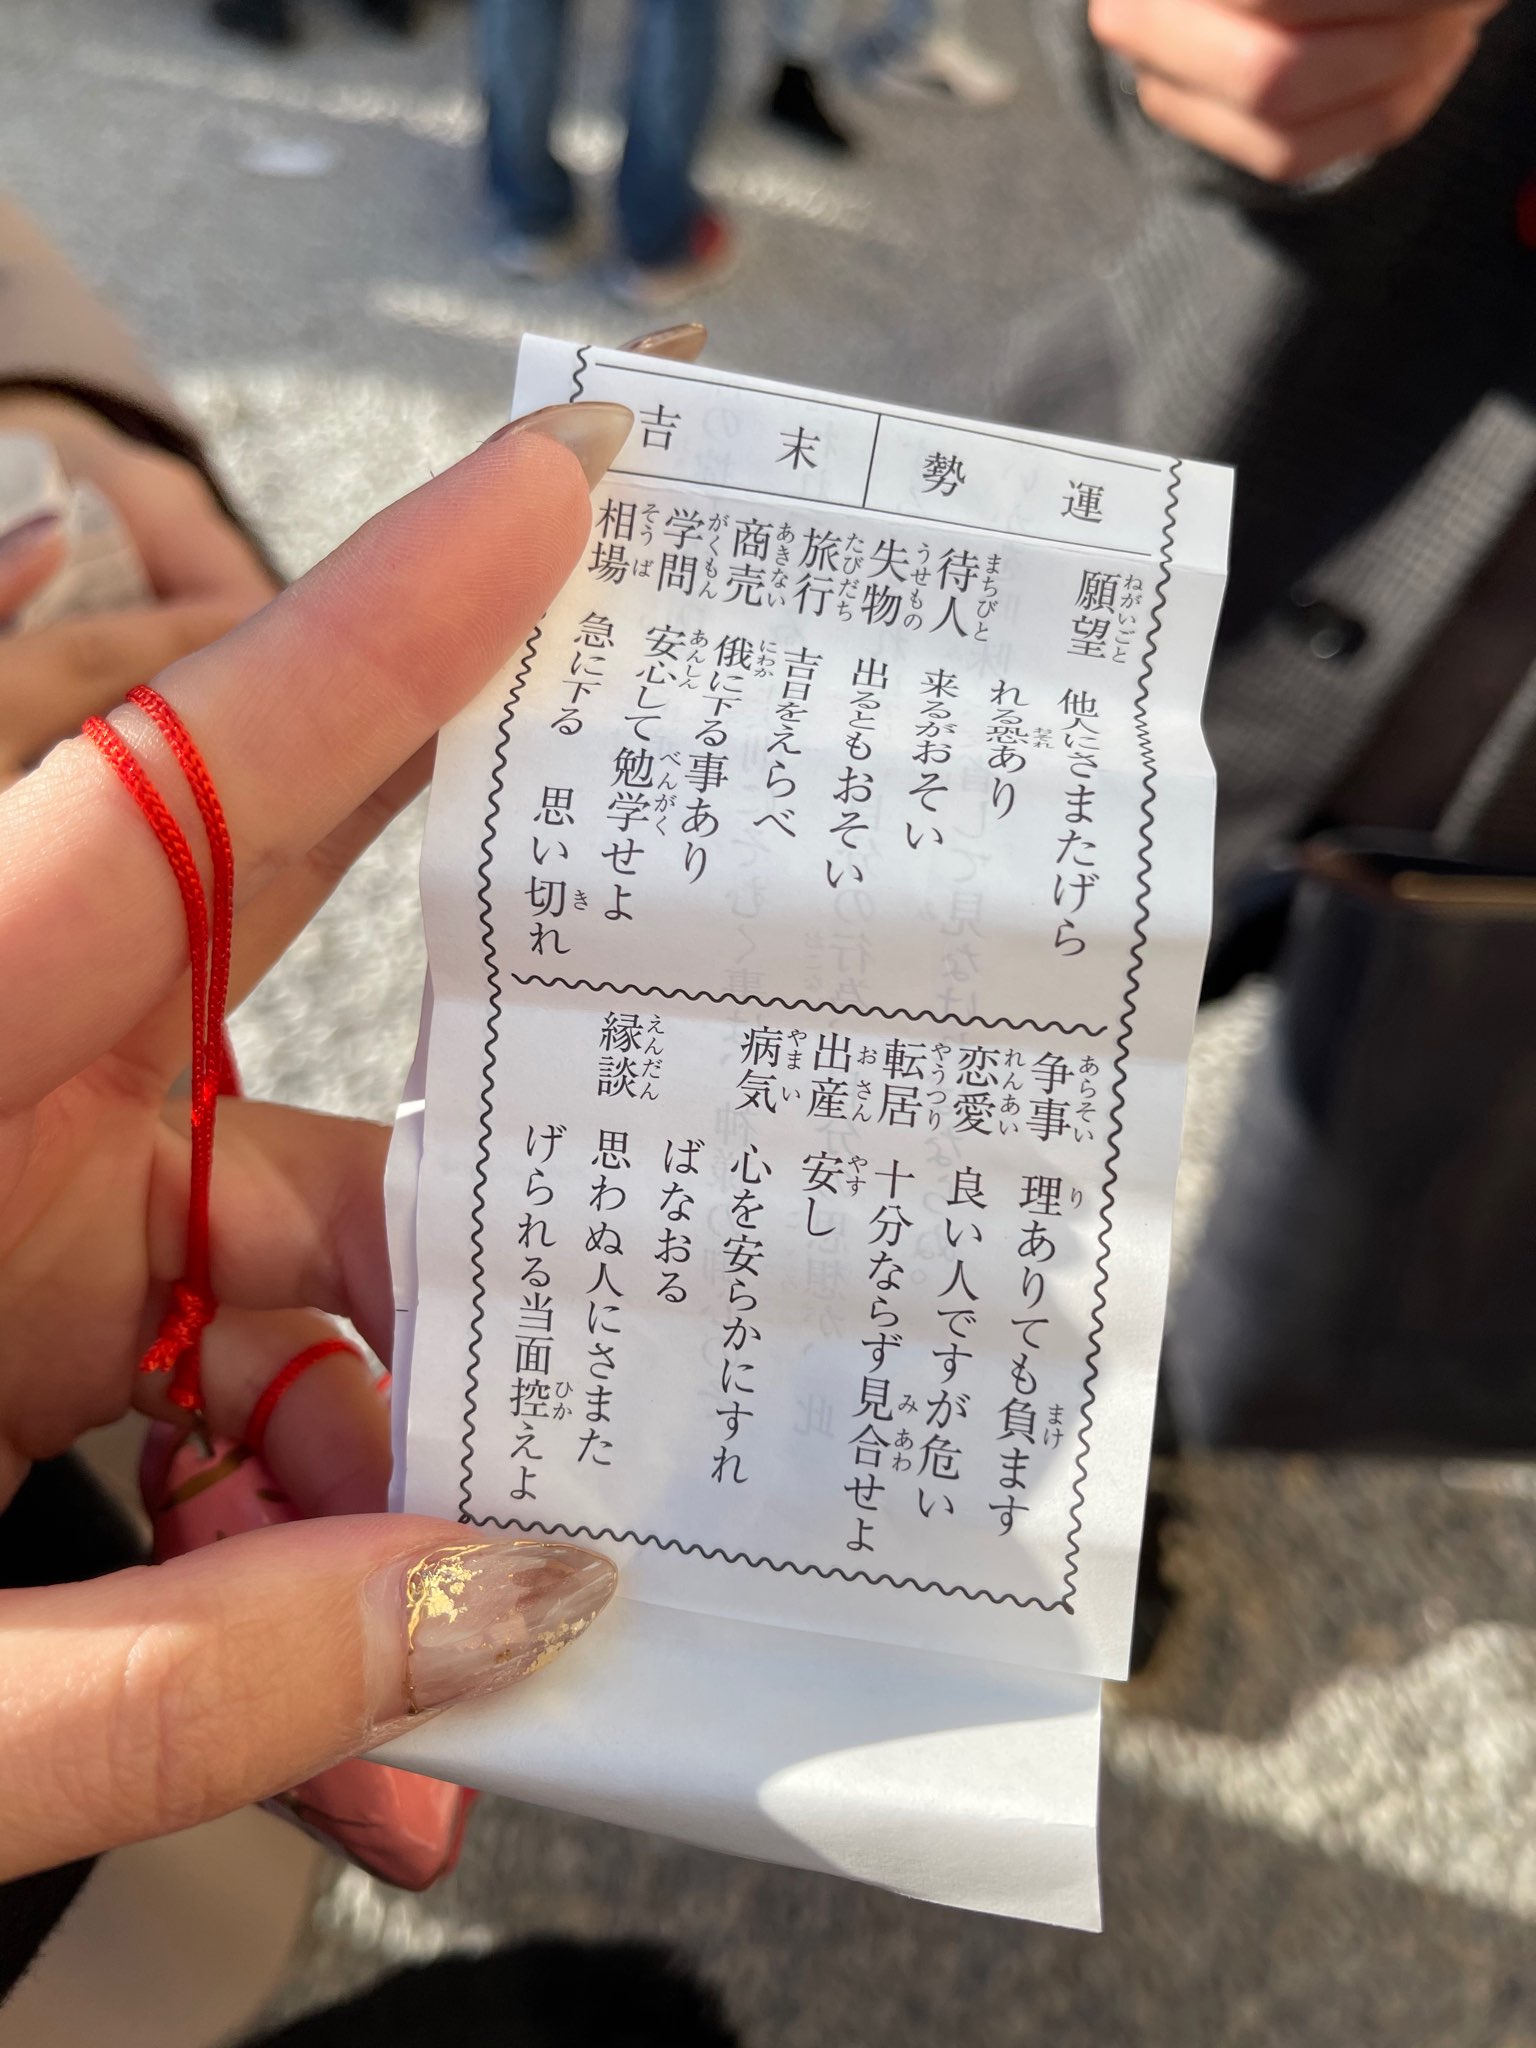 運勢 末吉
願望 他人にさまたげら
れる恐あり
待人 来るがおそい
失物 出るともおそい
旅行 吉日をえらべ
商売 俄に下る事あり
学問 安心して勉学せよ
相場 急に下る 思い切れ
争事 理ありても負ます
恋愛 良い人ですが危い
転居 十分ならず見合せよ
出産 安し
病気 心を安らかにすれ
ばなおる
縁談 思わぬ人にさまた
げられる当面控えよ